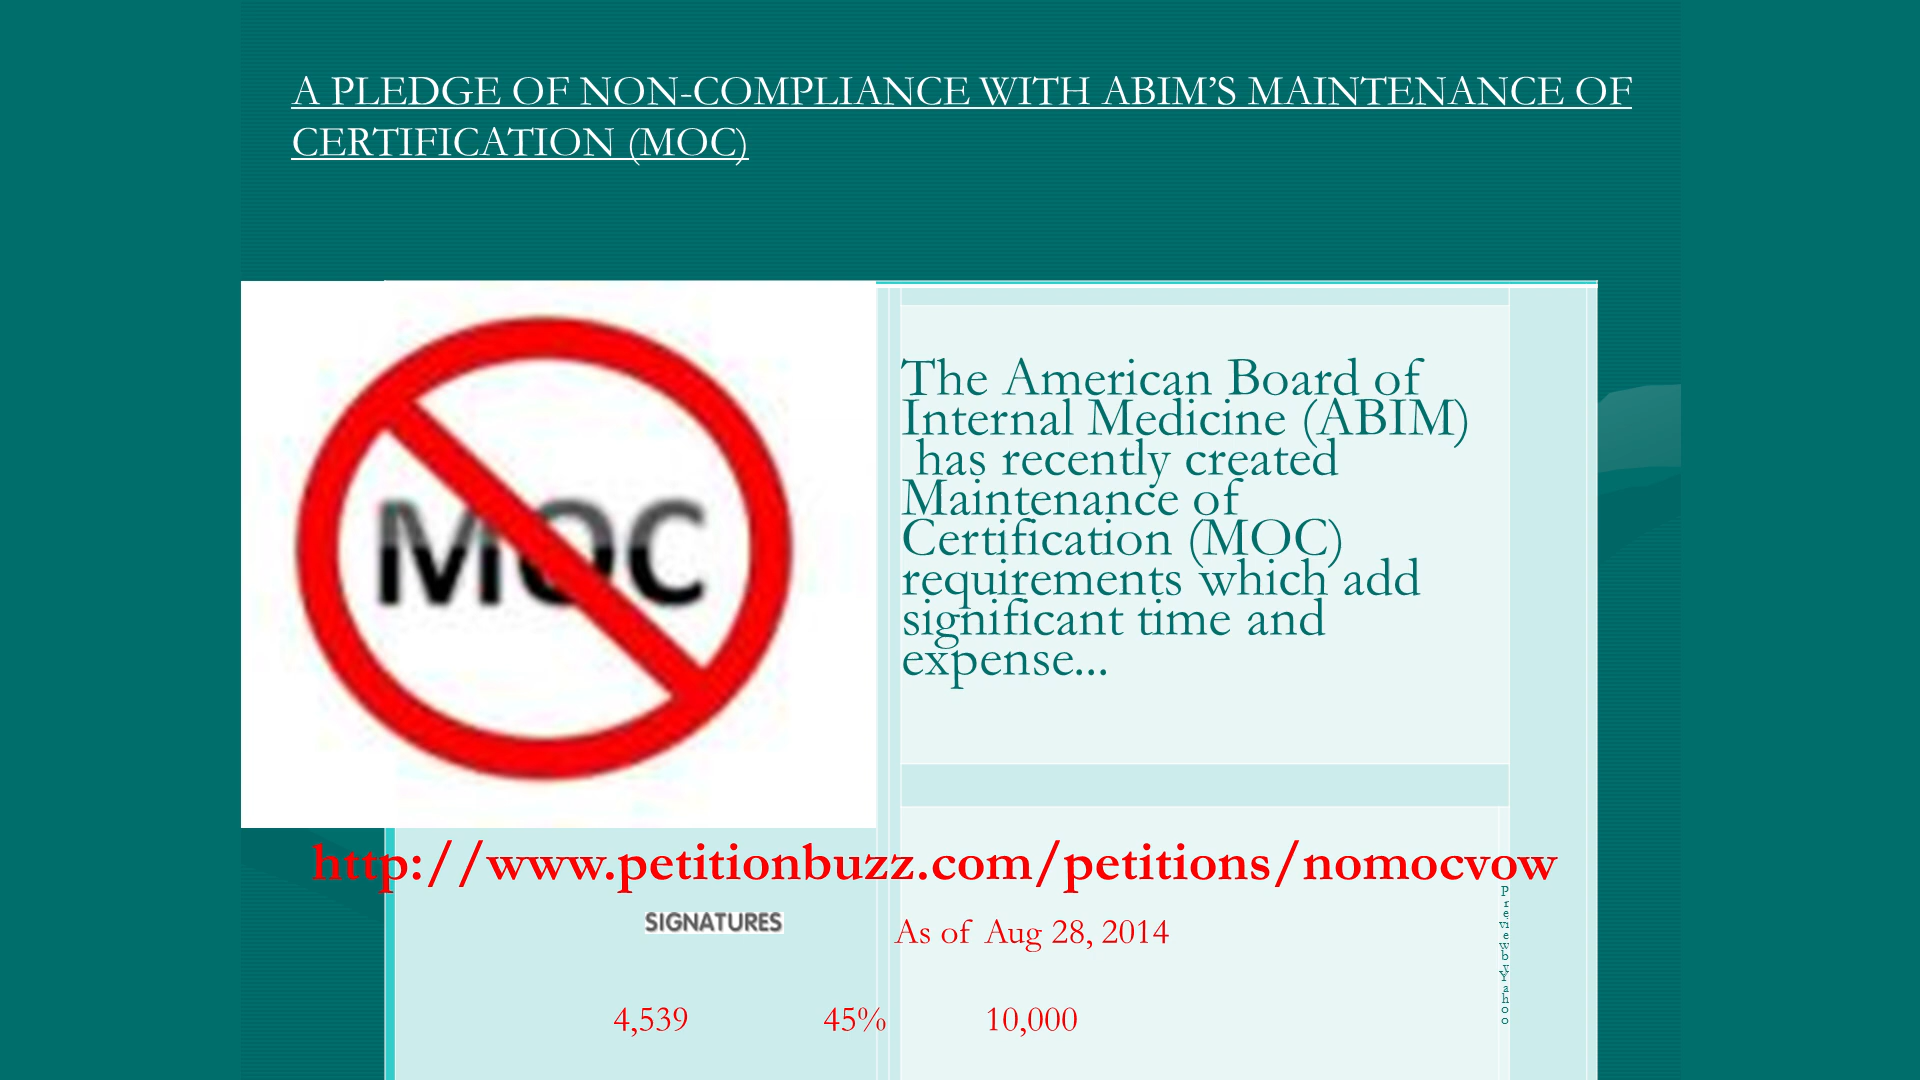 A PLEDGE OF NON-COMPLIANCE WITH ABIM’S MAINTENANCE OF
CERTIFICATION (MOC)
MOC
The American Board of
Internal Medicine (ABIM)
has recently created
Maintenance of
Certification (MOC)
requirements which add
significant time and
expense...
http://www.petitionbuzz.com/petitions/nomocvow
SIGNATURES
As of Aug 28, 2014
4,539 45% 10,000
Preview by Yahoo